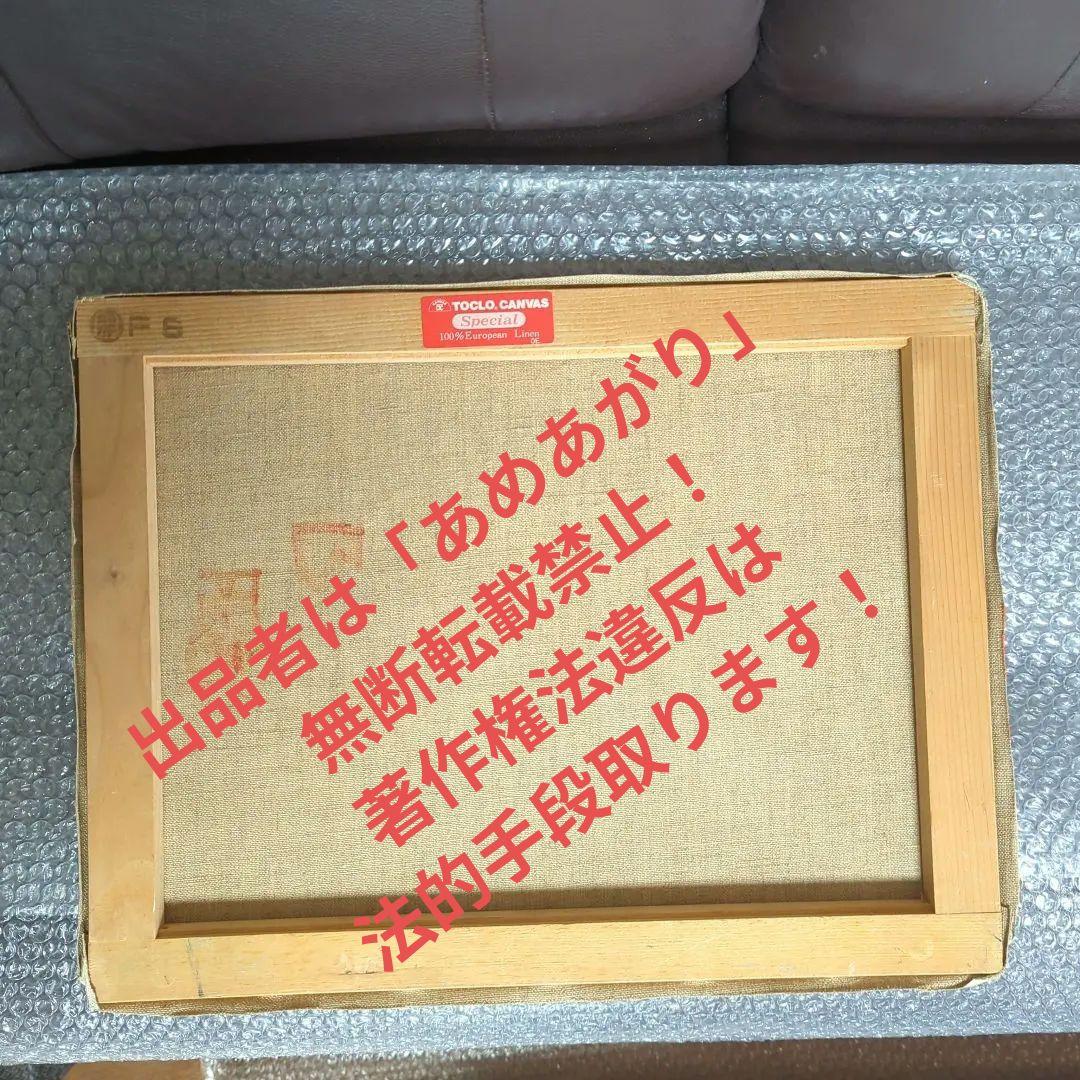 F6
TOCLO, CANVAS
Special
100% European Linen
OE
出品者は「あめあがり」
無断転載禁止！
著作権法違反は
法的手段取ります！